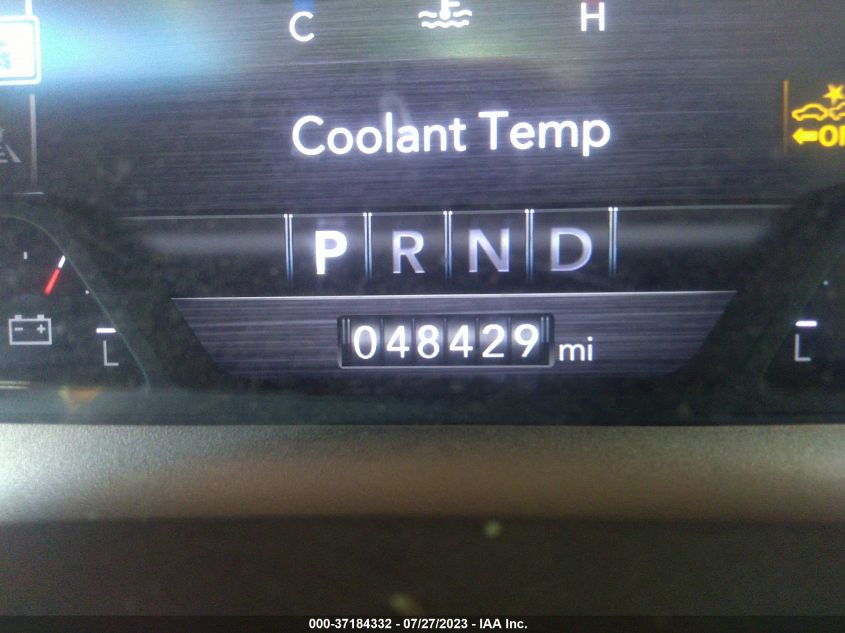 C H
Coolant Temp
P R N D
048429 mi
L L
000-37184332 - 07/27/2023 - IAA Inc.